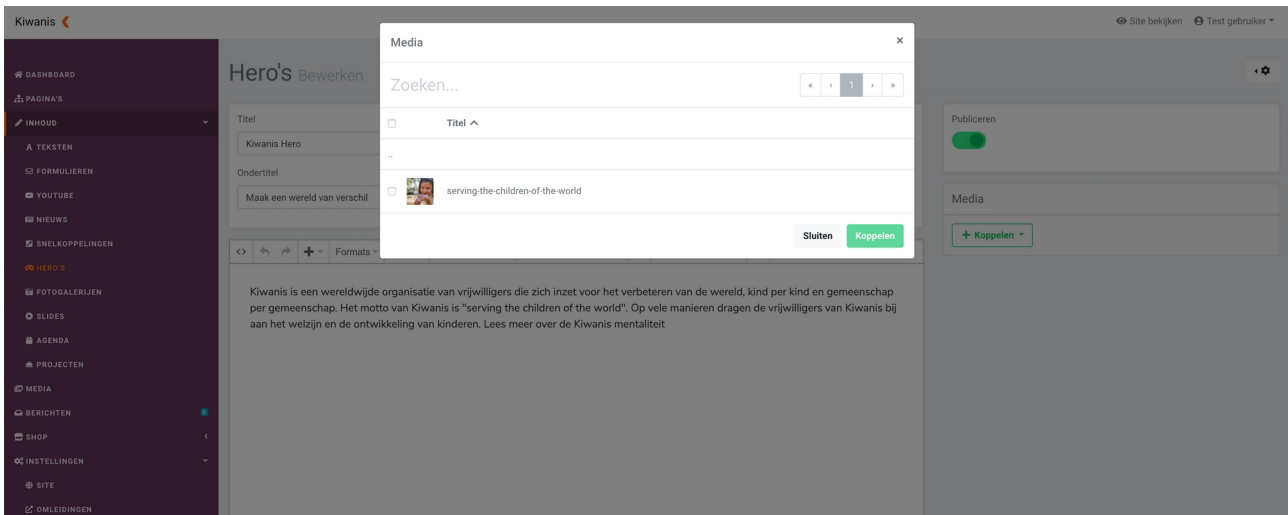 Kiwanis
Site bekijken
Test gebruiker
DASHBOARD
PAGINA'S
INHOUD
TEKSTEN
FORMULIEREN
YOUTUBE
NIEUWS
SNELKOPPELINGEN
HERO'S
FOTOGALERIJEN
SLIDES
AGENDA
PROJECTEN
MEDIA
BERICHTEN
SHOP
INSTELLINGEN
SITE
OMLEIDINGEN
Hero's Bewerken
Titel
Kiwanis Hero
Ondertitel
Maak een wereld van verschil
Formats
Kiwanis is een wereldwijde organisatie van vrijwilligers die zich inzet voor het verbeteren van de wereld, kind per kind en gemeenschap
per gemeenschap. Het motto van Kiwanis is "serving the children of the world". Op vele manieren dragen de vrijwilligers van Kiwanis bij
aan het welzijn en de ontwikkeling van kinderen. Lees meer over de Kiwanis mentaliteit
Media
×
Zoeken...
« ‹ 1 › »
Titel
..
serving-the-children-of-the-world
Sluiten
Koppelen
Publiceren
Media
+ Koppelen